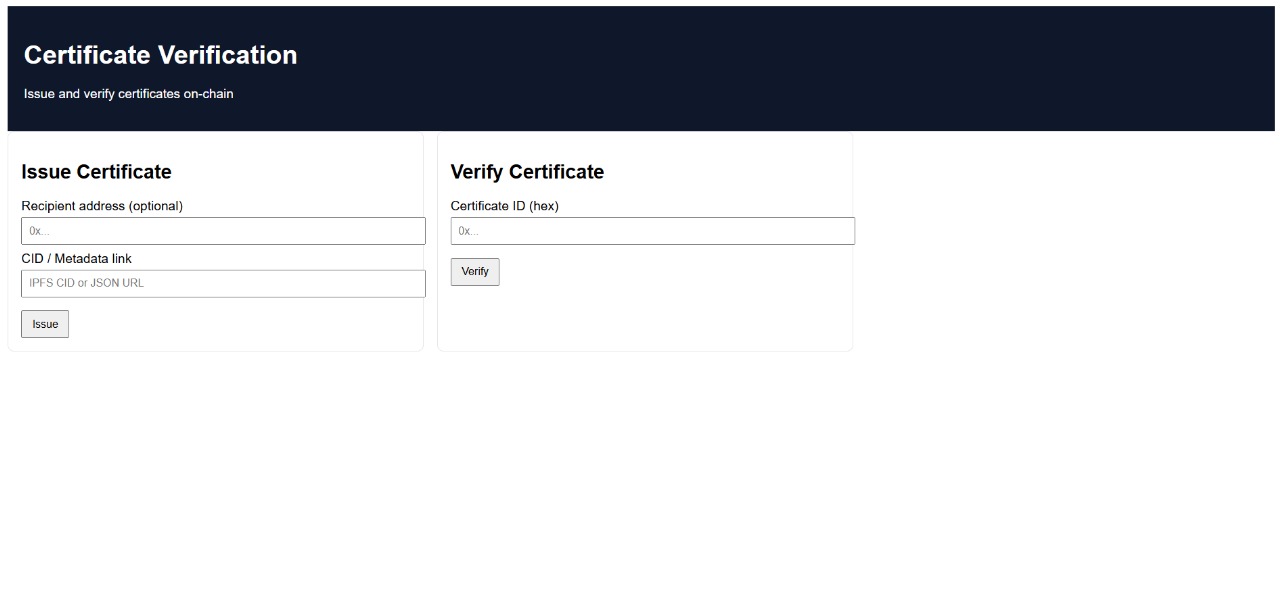 Certificate Verification
Issue and verify certificates on-chain
Issue Certificate
Recipient address (optional)
0x...
CID / Metadata link
IPFS CID or JSON URL
Issue
Verify Certificate
Certificate ID (hex)
0x...
Verify